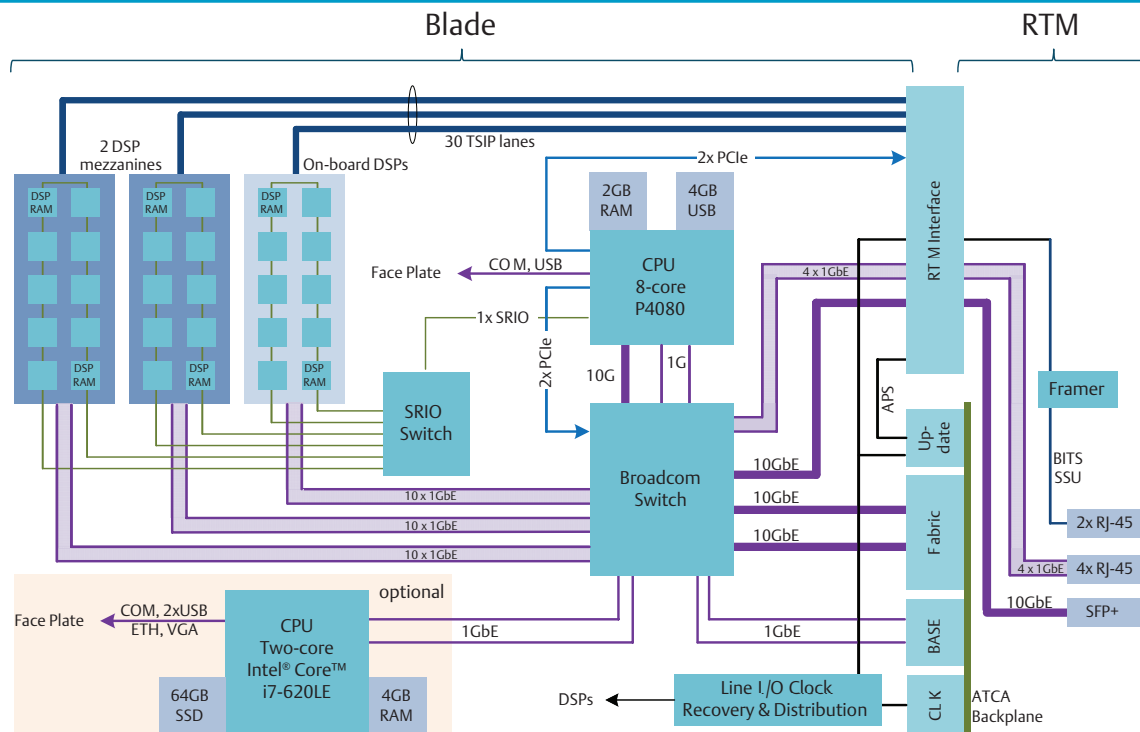 Blade
RTM
30 TSIP lanes
2 DSP
mezzanines
On-board DSPs
2x PCIe
DSP
RAM
DSP
RAM
DSP
RAM
DSP
RAM
DSP
RAM
DSP
RAM
2GB
RAM
4GB
USB
CPU
8-core
P4080
Face Plate
COM, USB
1x SRIO
2x PCIe
10G
1G
4 x 1GbE
RTM Interface
APS
Framer
SRIO
Switch
Up-
date
BITS
SSU
Broadcom
Switch
10GbE
10GbE
10GbE
Fabric
10 x 1GbE
10 x 1GbE
10 x 1GbE
2x RJ-45
4 x 1GbE
4x RJ-45
10GbE
SFP+
optional
Face Plate
COM, 2xUSB
ETH, VGA
CPU
Two-core
Intel® Core™
i7-620LE
1GbE
1GbE
BASE
64GB
SSD
4GB
RAM
DSPs
Line I/O Clock
Recovery & Distribution
CLK
ATCA
Backplane